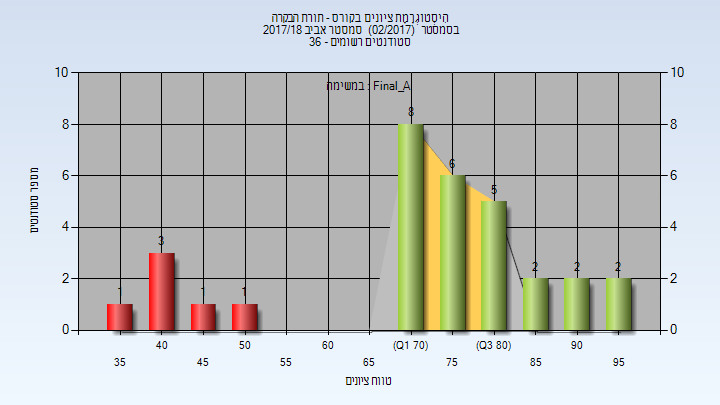 הִיסְטוֹגְרָמַת ציונים בקורס - תורת הבקרה
בסמסטר (02/2017) סמסטר אביב 2017/18
סטודנטים רשומים - 36
במשימה : Final_A
10 10
8 8
6 6
4 4
2 2
0 0
מספר סטודנטים
1 3 1 1 8 6 5 2 2 2
40 50 60 (Q1 70) (Q3 80) 90
35 45 55 65 75 85 95
טווח ציונים